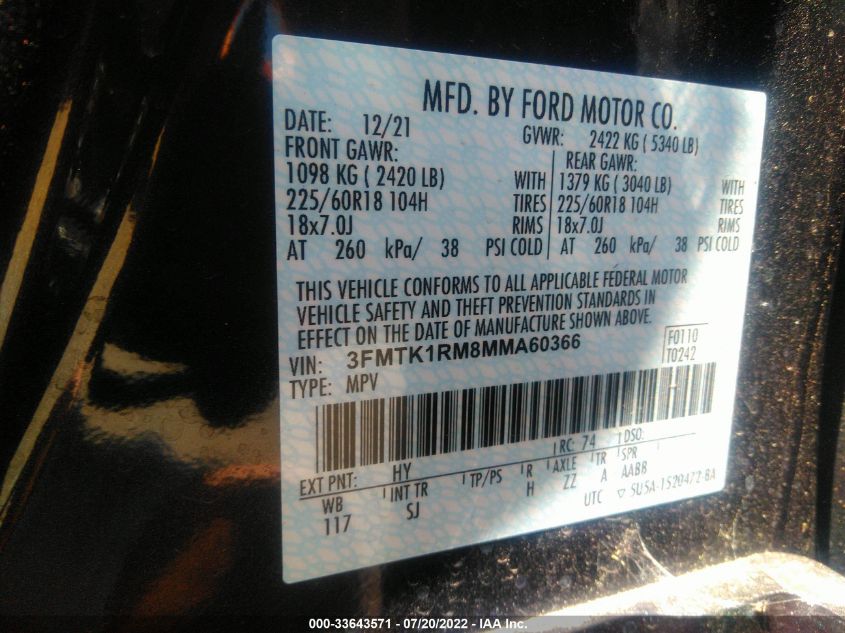 MFD. BY FORD MOTOR CO.
DATE: 12/21 GVWR: 2422 KG ( 5340 LB)
FRONT GAWR: REAR GAWR:
1098 KG ( 2420 LB) WITH 1379 KG ( 3040 LB) WITH
225/60R18 104H TIRES 225/60R18 104H TIRES
18x7.0J RIMS 18x7.0J RIMS
AT 260 kPa/ 38 PSI COLD AT 260 kPa/ 38 PSI COLD
THIS VEHICLE CONFORMS TO ALL APPLICABLE FEDERAL MOTOR
VEHICLE SAFETY AND THEFT PREVENTION STANDARDS IN
EFFECT ON THE DATE OF MANUFACTURE SHOWN ABOVE.
VIN: 3FMTK1RM8MMA60366 F0110
TYPE: MPV T0242
EXT PNT: HY RC: 74 DSO:
WB INT TR TP/PS R AXLE TR SPR
117 SJ H ZZ A AABB
UTC ▽ 5U5A-1520472-BA
000-33643571 / 07/20/2022 - IAA Inc.